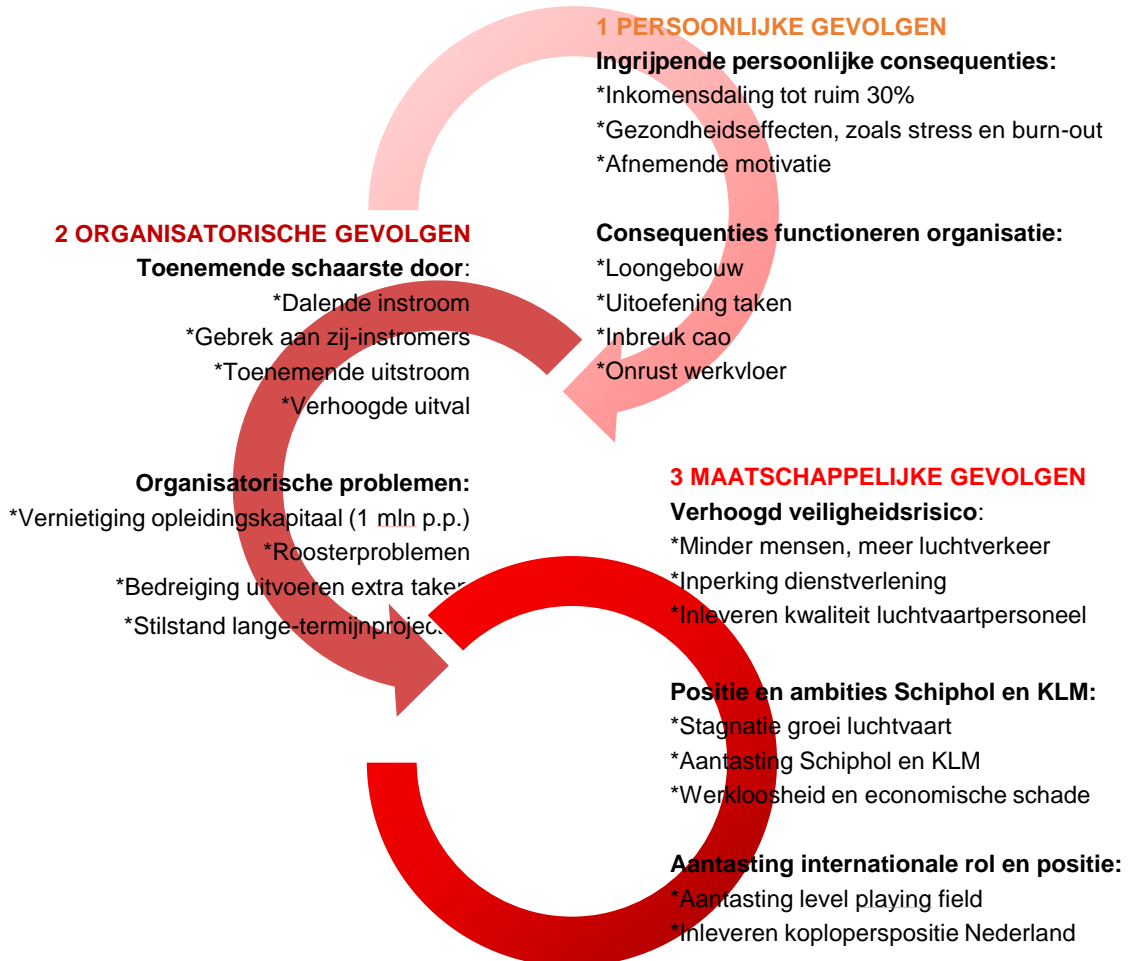 1 PERSOONLIJKE GEVOLGEN
Ingrijpende persoonlijke consequenties:
*Inkomensdaling tot ruim 30%
*Gezondheidseffecten, zoals stress en burn-out
*Afnemende motivatie
Consequenties functioneren organisatie:
*Loongebouw
*Uitoefening taken
*Inbreuk cao
*Onrust werkvloer
2 ORGANISATORISCHE GEVOLGEN
Toenemende schaarste door:
*Dalende instroom
*Gebrek aan zij-instromers
*Toenemende uitstroom
*Verhoogde uitval
Organisatorische problemen:
*Vernietiging opleidingskapitaal (1 mln p.p.)
*Roosterproblemen
*Bedreiging uitvoeren extra taken
*Stilstand
3 MAATSCHAPPELIJKE GEVOLGEN
Verhoogd veiligheidsrisico:
*Minder mensen, meer luchtverkeer
*Inperking dienstverlening
*Inleveren kwaliteit luchtvaartpersoneel
Positie en ambities Schiphol en KLM:
*Stagnatie groei luchtvaart
*Aantasting Schiphol en KLM
*Werkloosheid en economische schade
Aantasting internationale rol en positie:
*Aantasting level playing field
*Inleveren koploperspositie Nederland